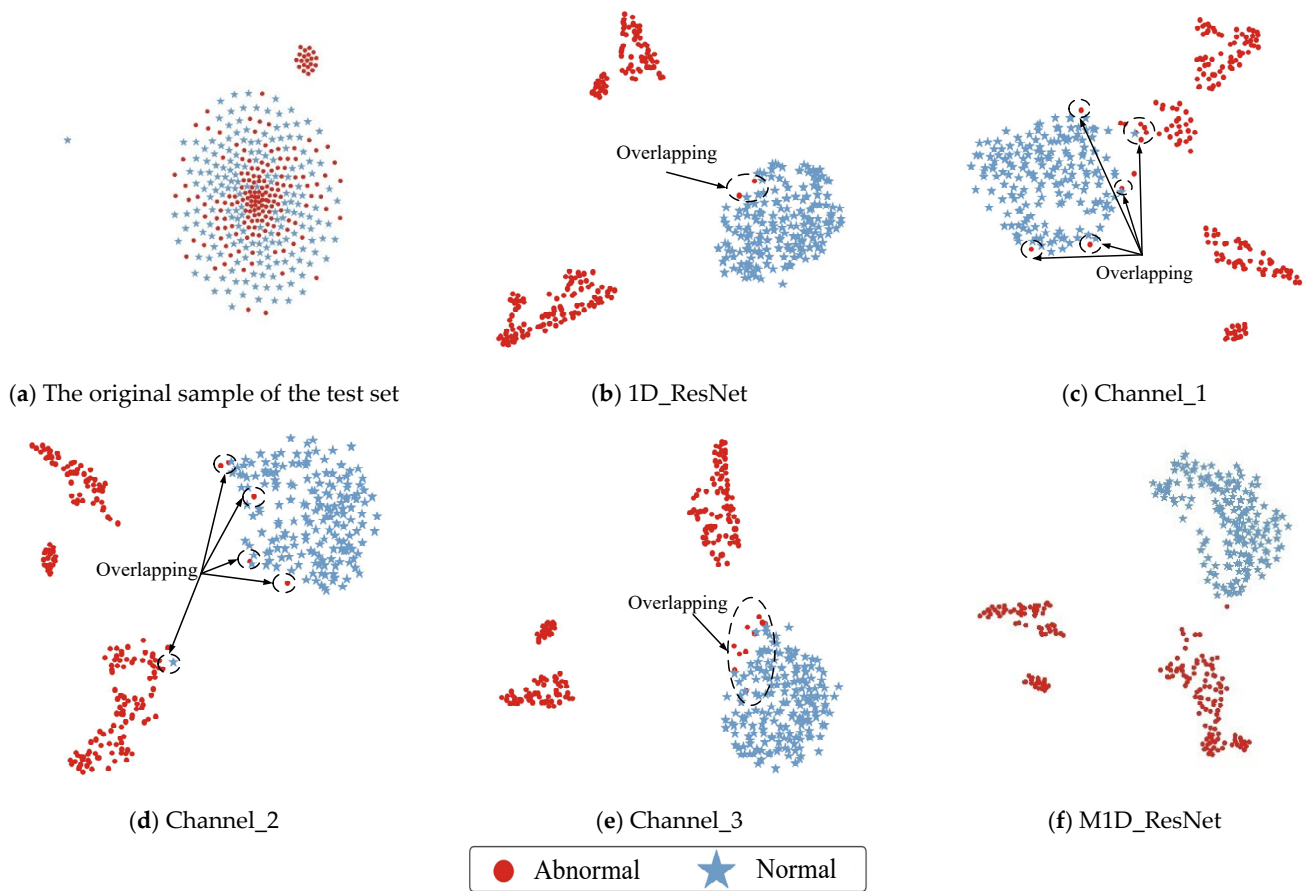 Overlapping
Overlapping
(a) The original sample of the test set
(b) 1D_ResNet
(c) Channel_1
Overlapping
Overlapping
(d) Channel_2
(e) Channel_3
(f) M1D_ResNet
Abnormal
Normal